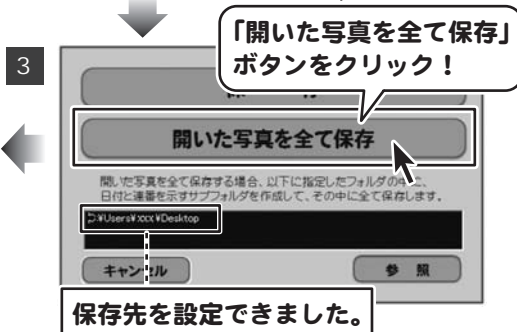 「開いた写真を全て保存」
ボタンをクリック！
3
開いた写真を全て保存
開いた写真を全て保存する場合、以下に指定したフォルダの中に、
日付と連番を示すサブフォルダを作成して、その中に全て保存します。
:¥Users¥xxx¥Desktop
キャンセル
参 照
保存先を設定できました。